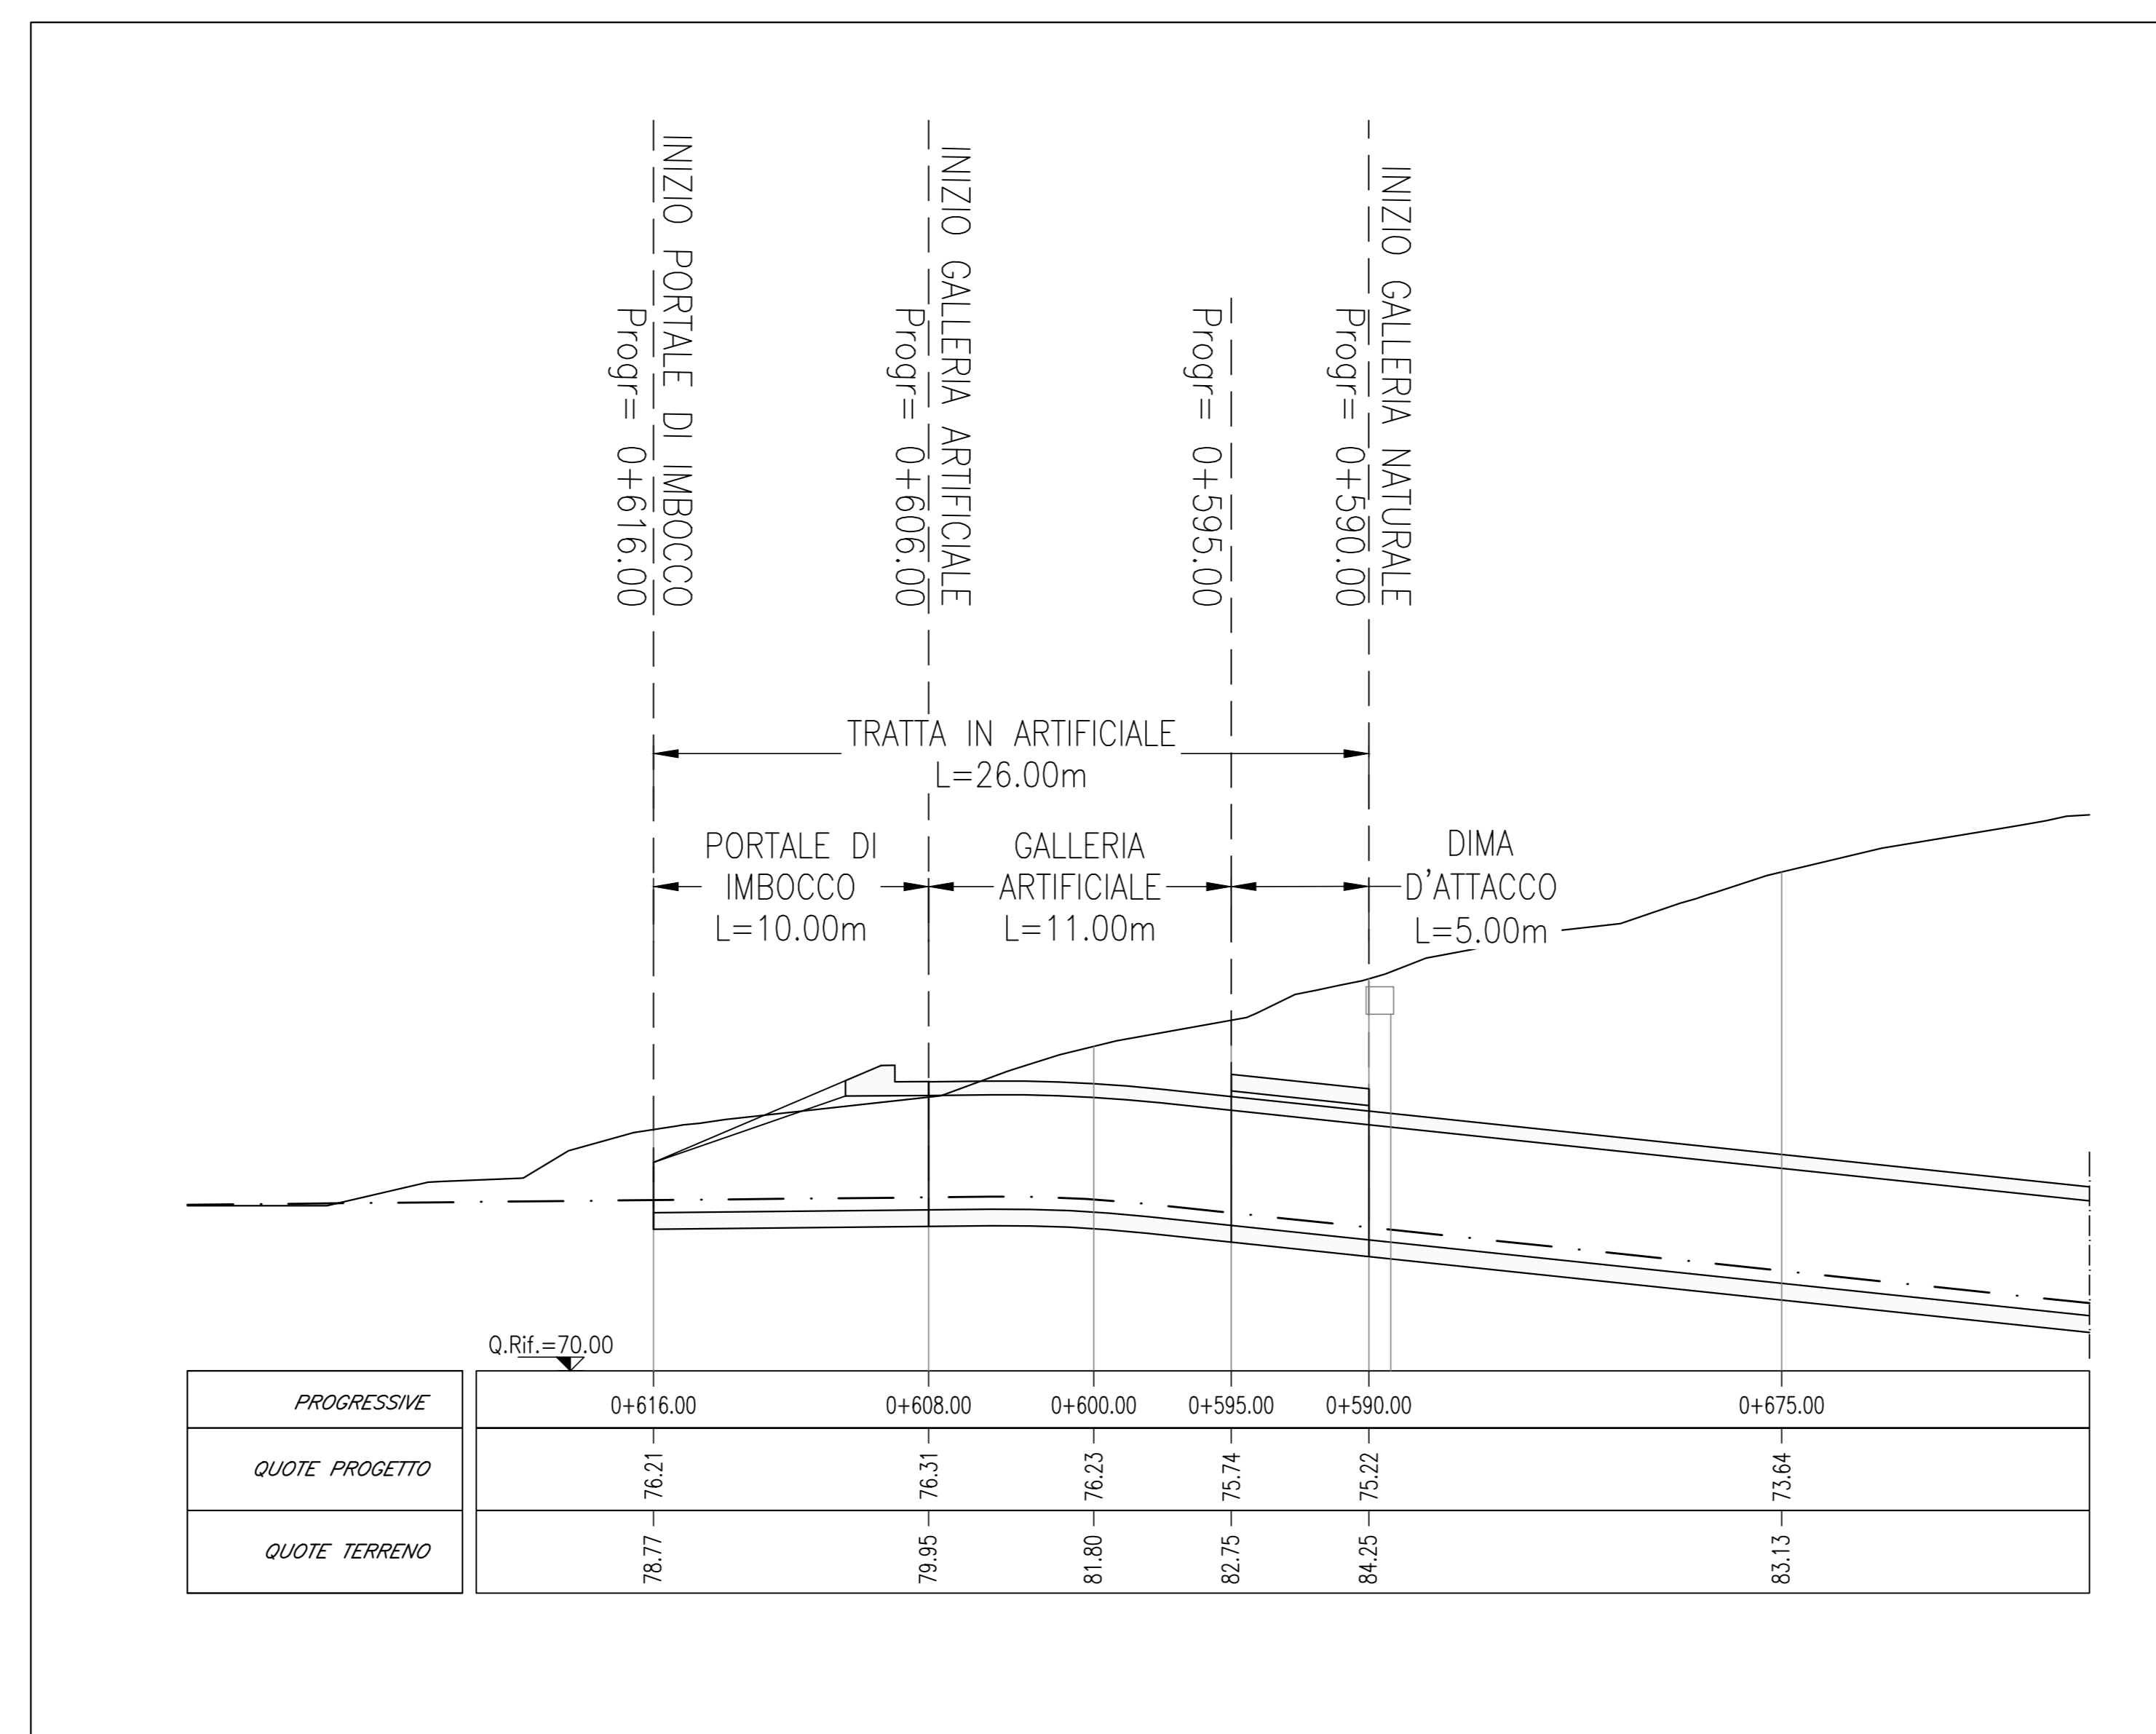 INIZIO PORTALE DI IMBOCCO
Progr= 0+616.00
INIZIO GALLERIA ARTIFICIALE
Progr= 0+606.00
Progr= 0+595.00
INIZIO GALLERIA NATURALE
Progr= 0+590.00
TRATTA IN ARTIFICIALE
L=26.00m
PORTALE DI
IMBOCCO
L=10.00m
GALLERIA
ARTIFICIALE
L=11.00m
DIMA
D'ATTACCO
L=5.00m
Q.Rif.=70.00
PROGRESSIVE 0+616.00 0+608.00 0+600.00 0+595.00 0+590.00 0+675.00
QUOTE PROGETTO 76.21 76.31 76.23 75.74 75.22 73.64
QUOTE TERRENO 78.77 79.95 81.80 82.75 84.25 83.13